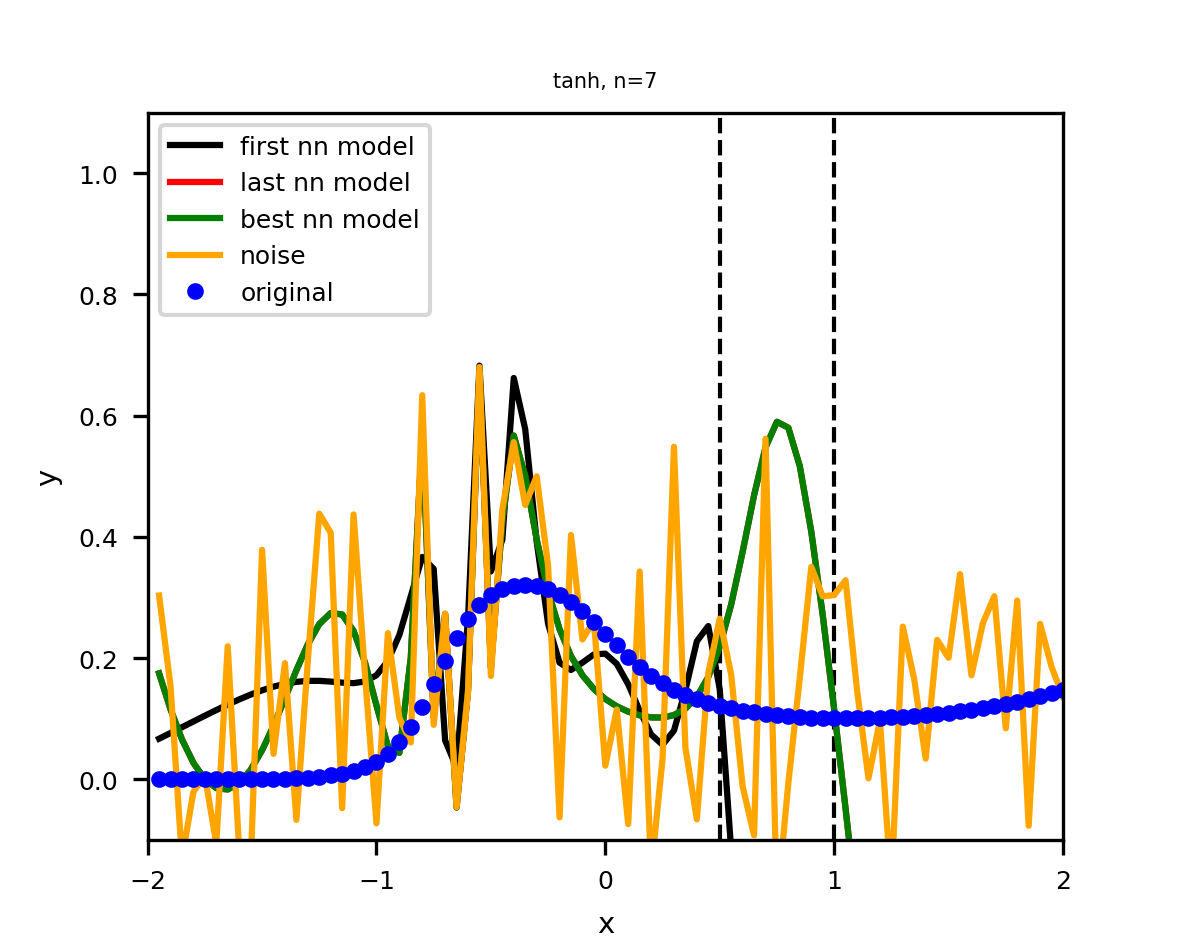 tanh, n=7
first nn model
last nn model
best nn model
noise
original
1.0
0.8
0.6
0.4
0.2
0.0
y
−2 −1 0 1 2
x